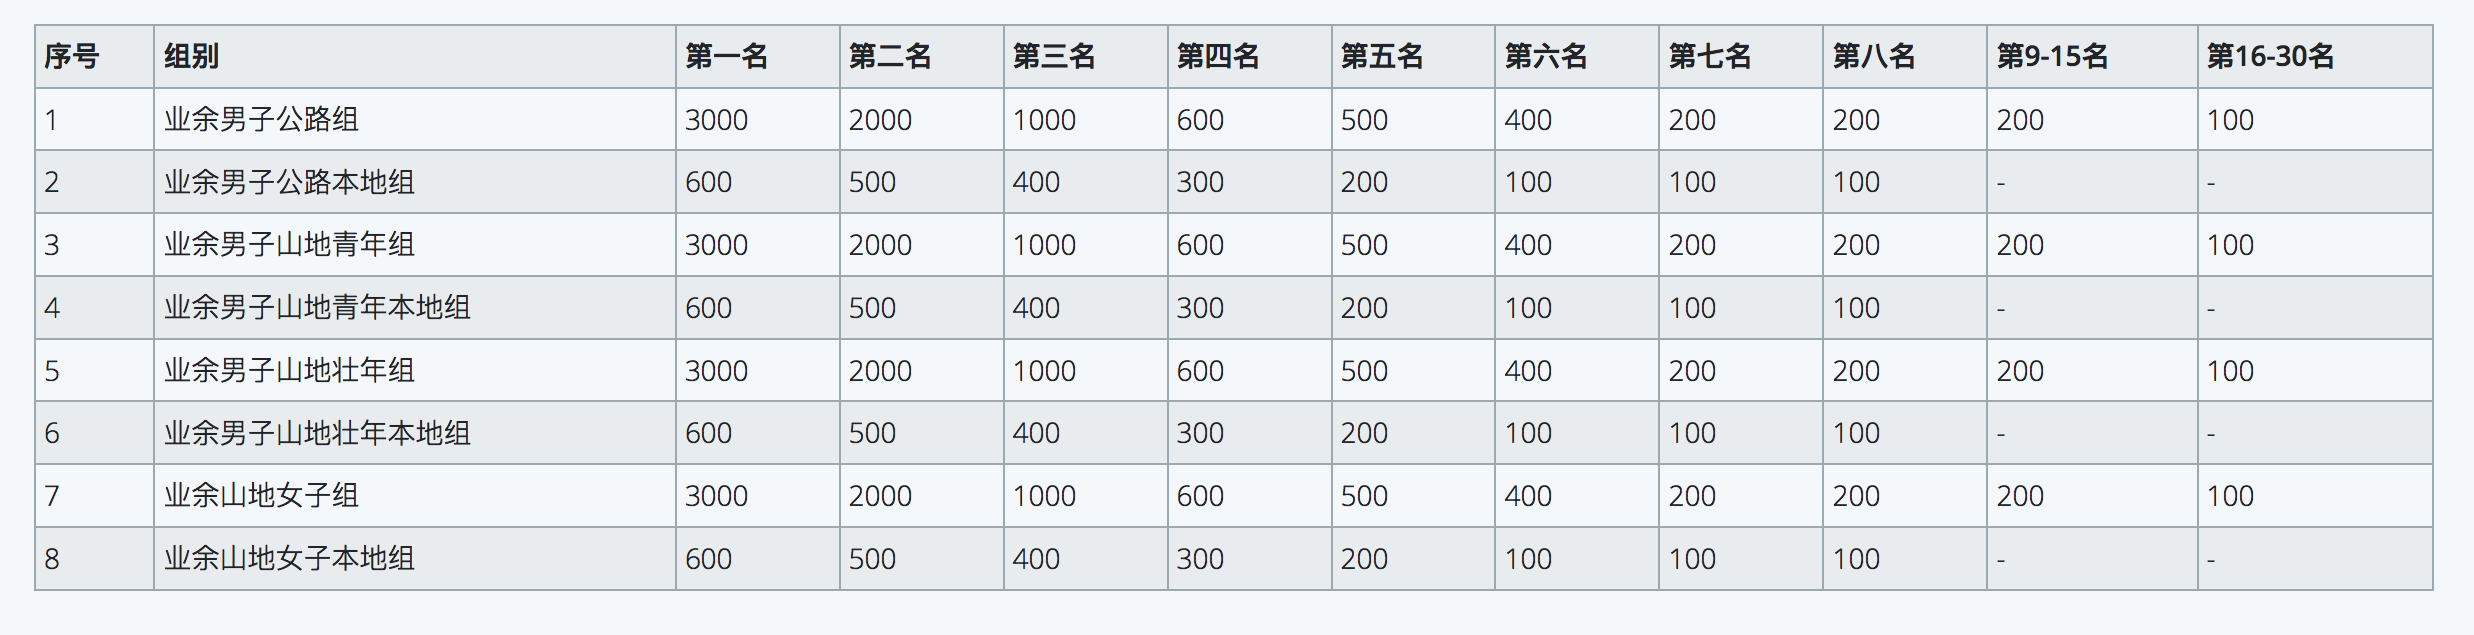 序号 组别 第一名 第二名 第三名 第四名 第五名 第六名 第七名 第八名 第9-15名 第16-30名
1 业余男子公路组 3000 2000 1000 600 500 400 200 200 200 100
2 业余男子公路本地组 600 500 400 300 200 100 100 100 - -
3 业余男子山地青年组 3000 2000 1000 600 500 400 200 200 200 100
4 业余男子山地青年本地组 600 500 400 300 200 100 100 100 - -
5 业余男子山地壮年组 3000 2000 1000 600 500 400 200 200 200 100
6 业余男子山地壮年本地组 600 500 400 300 200 100 100 100 - -
7 业余山地女子组 3000 2000 1000 600 500 400 200 200 200 100
8 业余山地女子本地组 600 500 400 300 200 100 100 100 - -